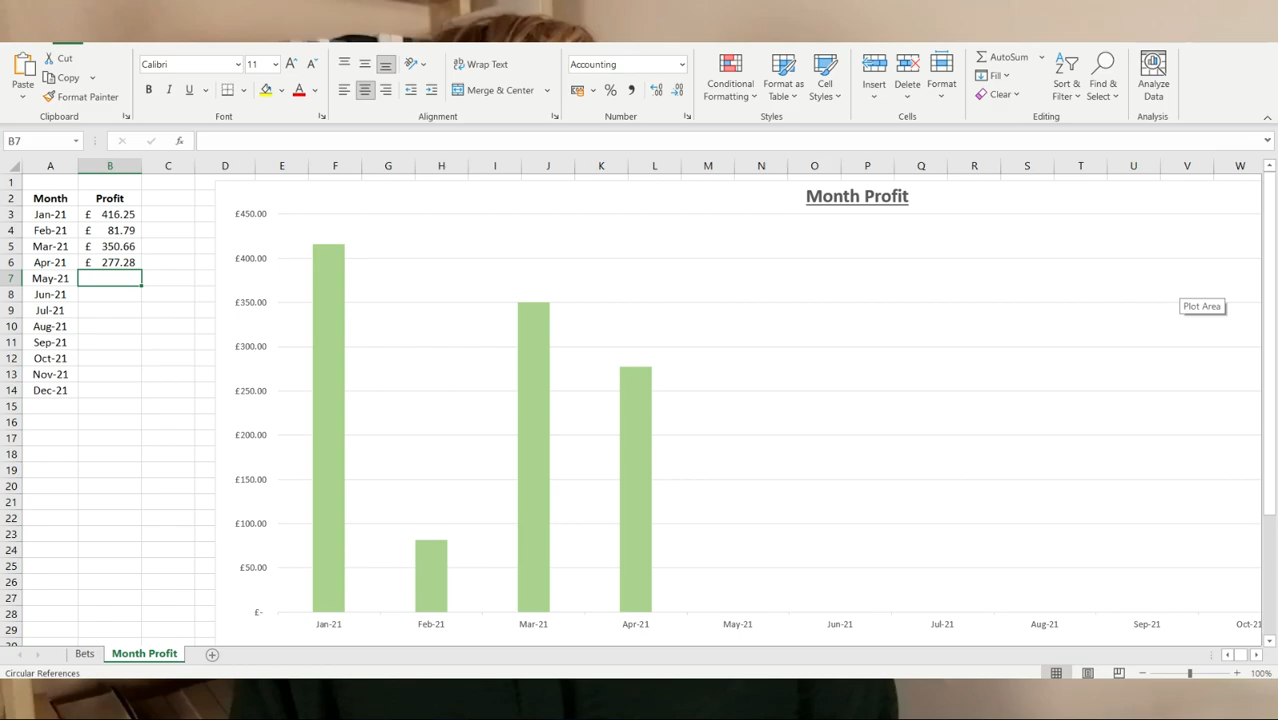 Cut
Copy
Format Painter
Paste
Clipboard
Calibri 11 A A
B I U A
Font
Wrap Text
Merge & Center
Alignment
Accounting
%
Number
Conditional Formatting
Format as Table
Cell Styles
Styles
Insert
Delete
Format
Cells
AutoSum
Fill
Clear
Sort & Filter
Find & Select
Editing
Analyze Data
Analysis
B7 fx
A B C D E F G H I J K L M N O P Q R S T U V W
1
2 Month Profit
3 Jan-21 £ 416.25
4 Feb-21 £ 81.79
5 Mar-21 £ 350.66
6 Apr-21 £ 277.28
7 May-21
8 Jun-21
9 Jul-21
10 Aug-21
11 Sep-21
12 Oct-21
13 Nov-21
14 Dec-21
15
16
17
18
19
20
21
22
23
24
25
26
27
28
29
Month Profit
£450.00
£400.00
£350.00
£300.00
£250.00
£200.00
£150.00
£100.00
£50.00
£-
Jan-21 Feb-21 Mar-21 Apr-21 May-21 Jun-21 Jul-21 Aug-21 Sep-21 Oct-21
Plot Area
Bets Month Profit
Circular References
100%